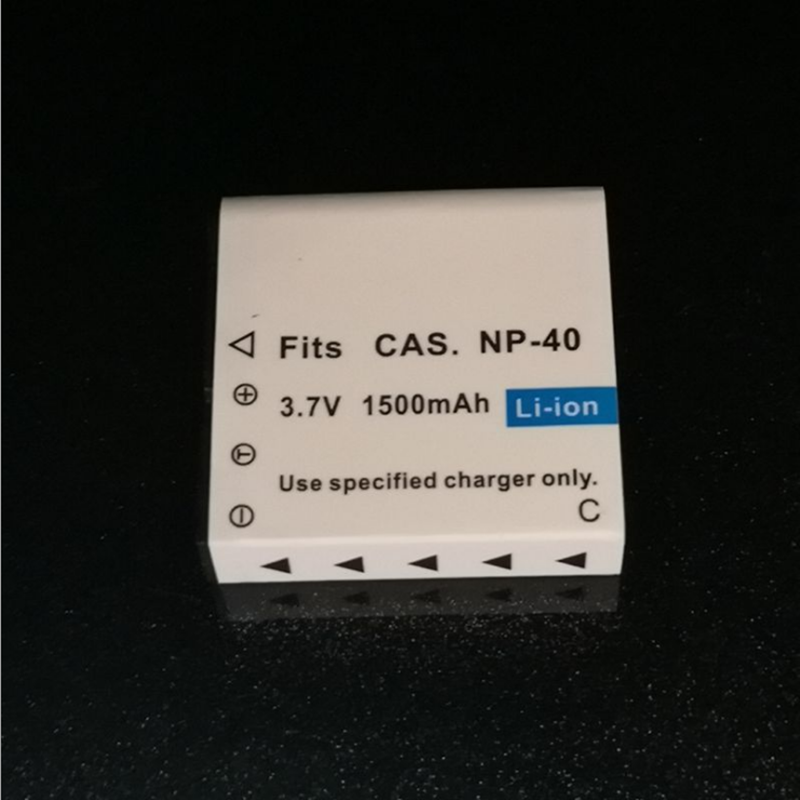 Fits CAS. NP-40
3.7V 1500mAh Li-ion
Use specified charger only.
C